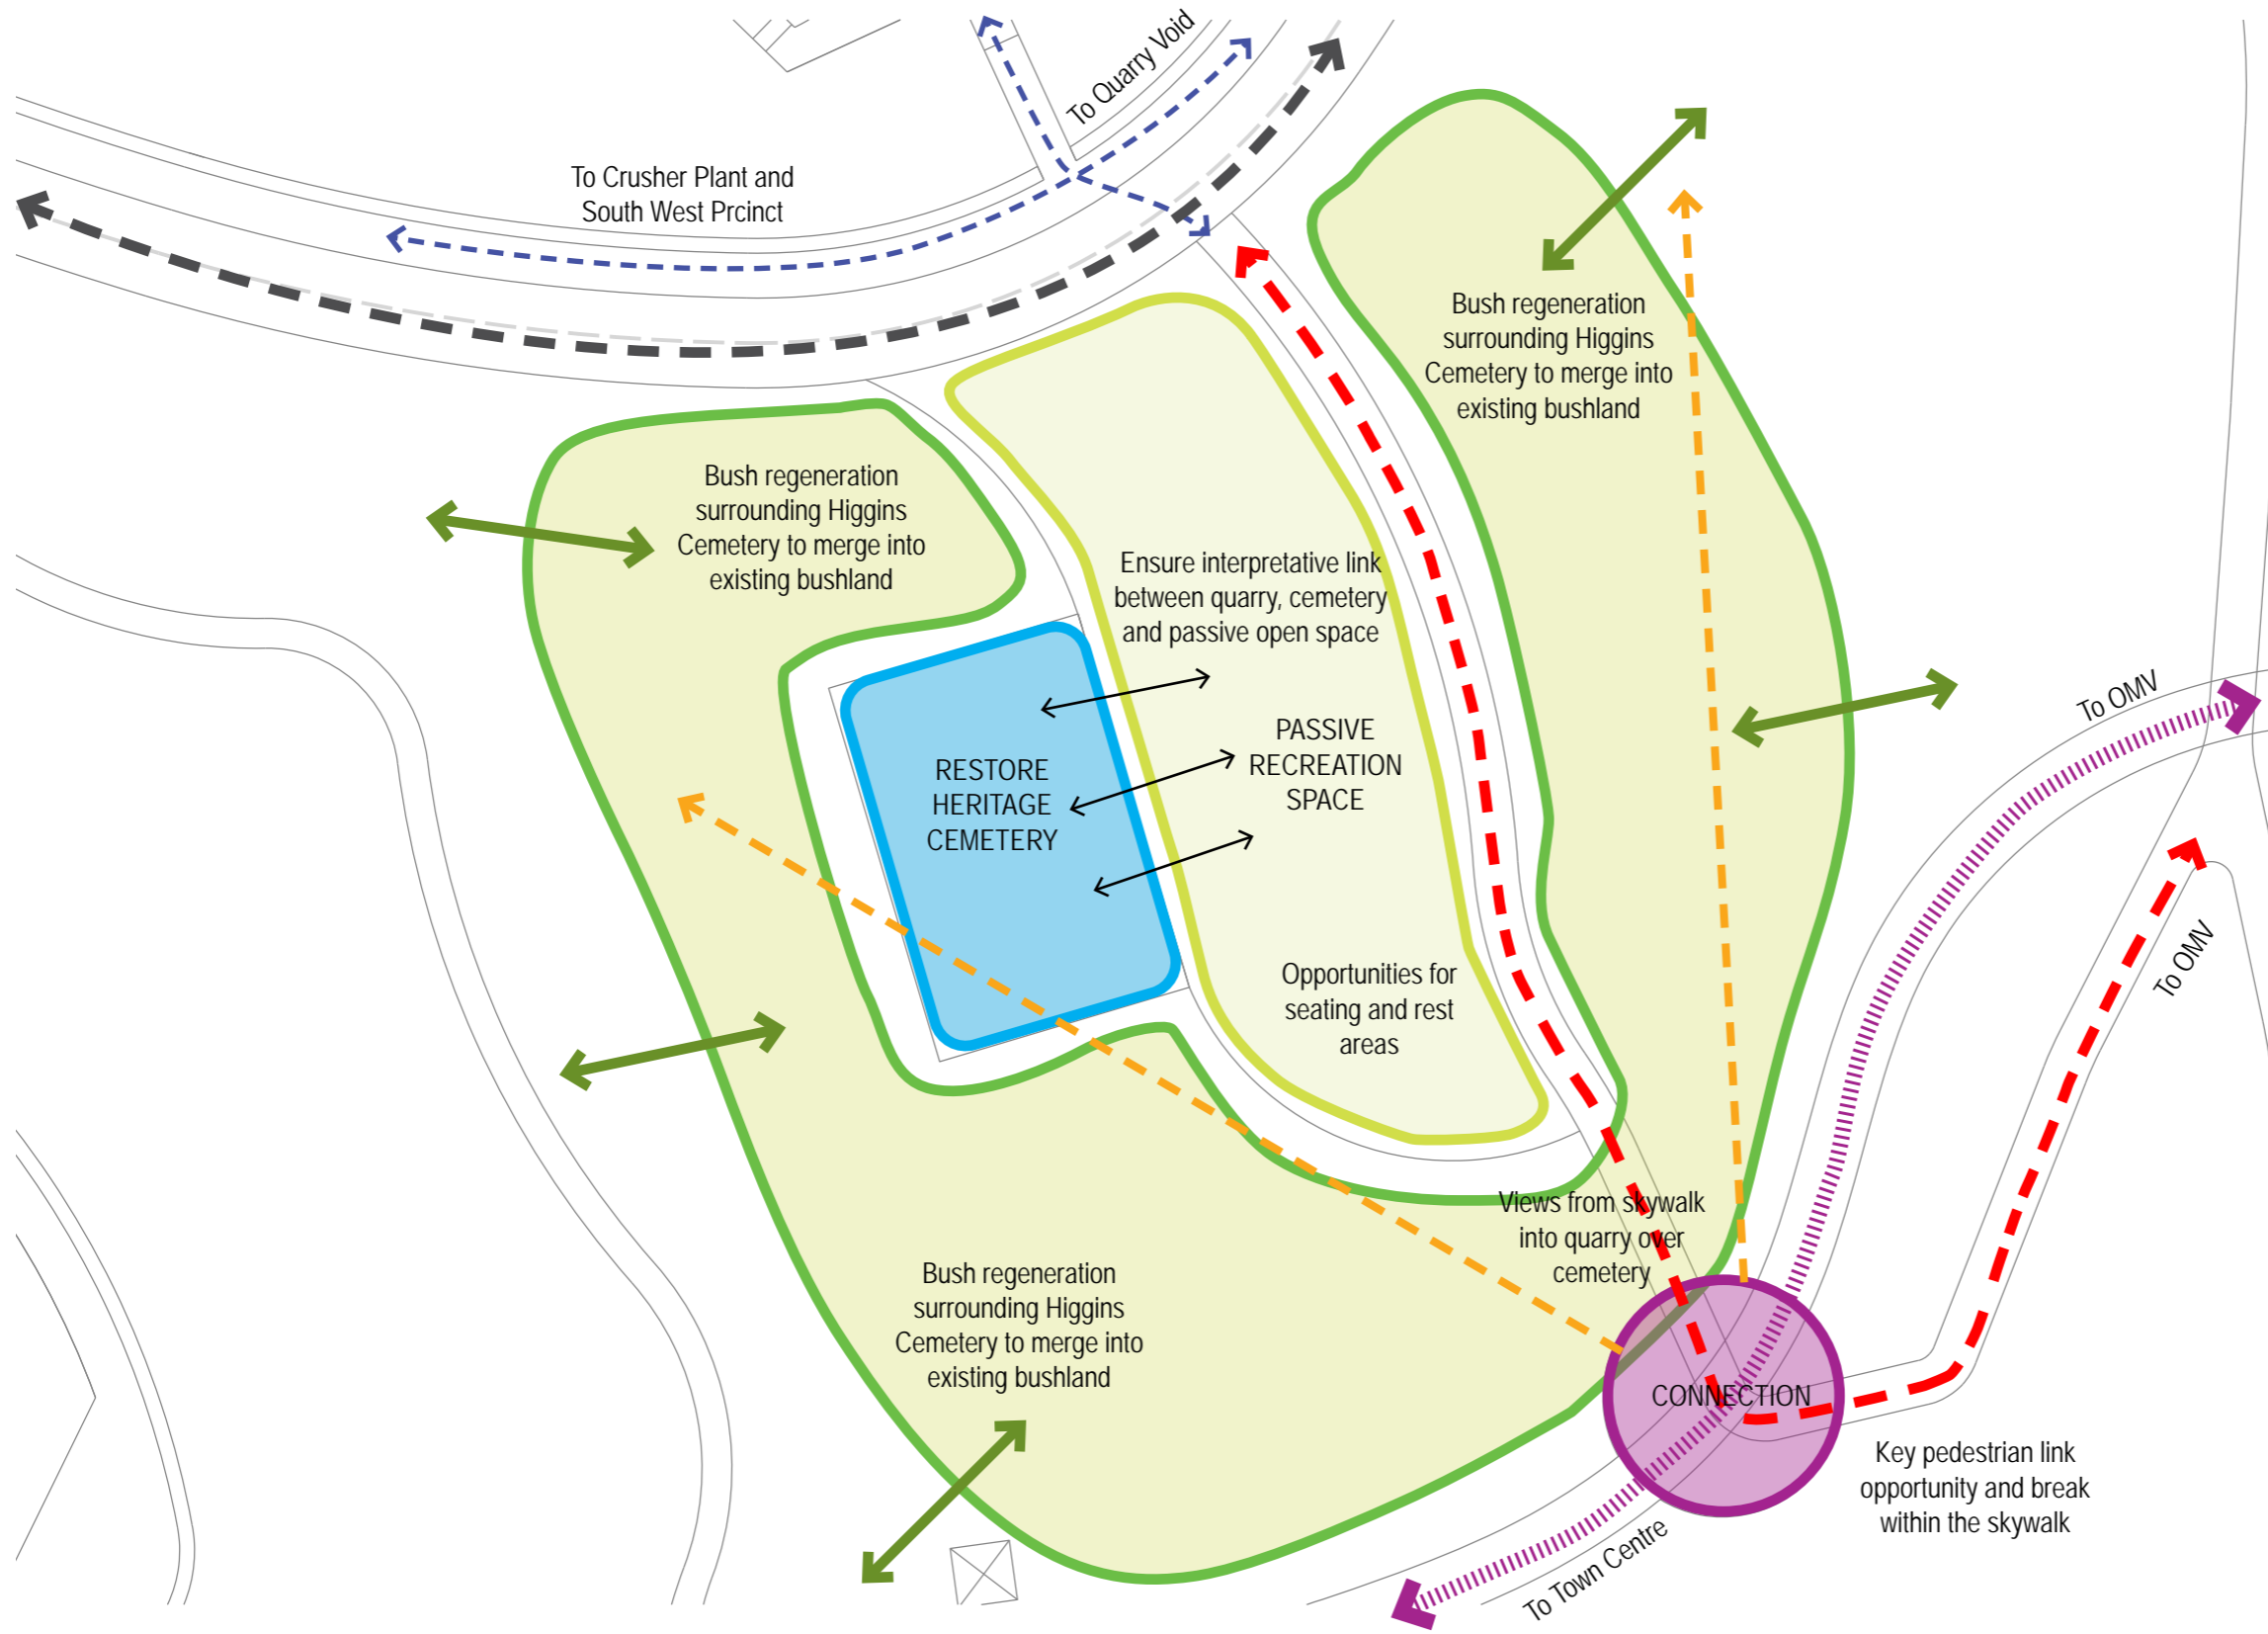 To Quarry Void
To Crusher Plant and
South West Prcinct
Bush regeneration
surrounding Higgins
Cemetery to merge into
existing bushland
Bush regeneration
surrounding Higgins
Cemetery to merge into
existing bushland
Ensure interpretative link
between quarry, cemetery
and passive open space
RESTORE
HERITAGE
CEMETERY
PASSIVE
RECREATION
SPACE
To OMV
To OMV
Opportunities for
seating and rest
areas
Views from skywalk
into quarry over
cemetery
Bush regeneration
surrounding Higgins
Cemetery to merge into
existing bushland
CONNECTION
Key pedestrian link
opportunity and break
within the skywalk
To Town Centre